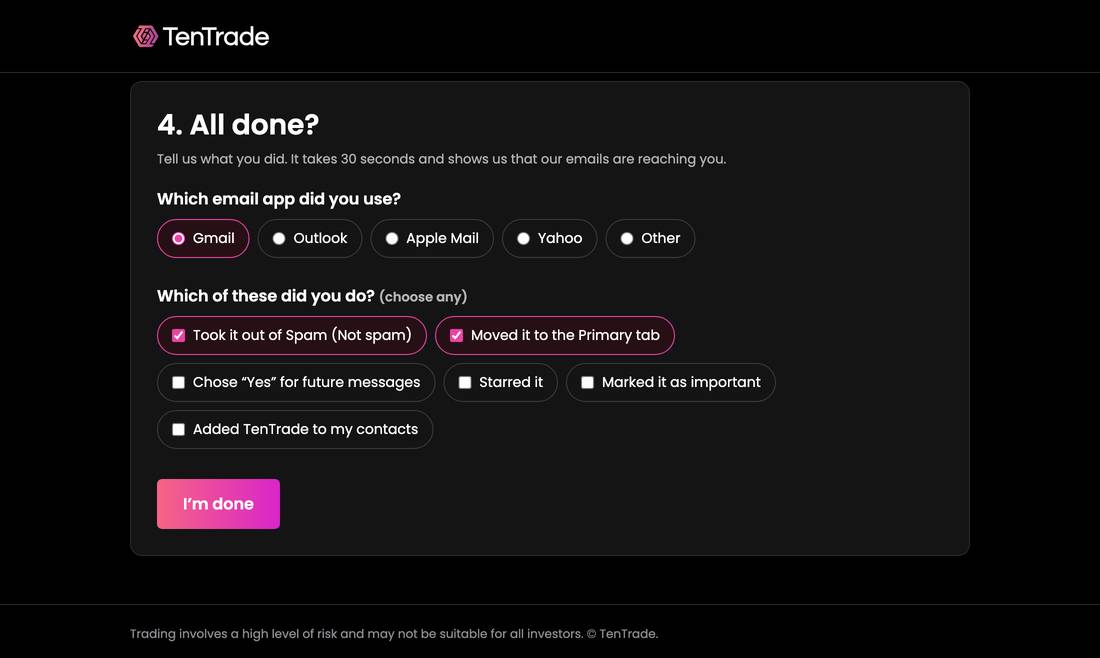 TenTrade
4. All done?
Tell us what you did. It takes 30 seconds and shows us that our emails are reaching you.
Which email app did you use?
Gmail Outlook Apple Mail Yahoo Other
Which of these did you do? (choose any)
Took it out of Spam (Not spam) Moved it to the Primary tab
Chose “Yes” for future messages Starred it Marked it as important
Added TenTrade to my contacts
I’m done
Trading involves a high level of risk and may not be suitable for all investors. © TenTrade.